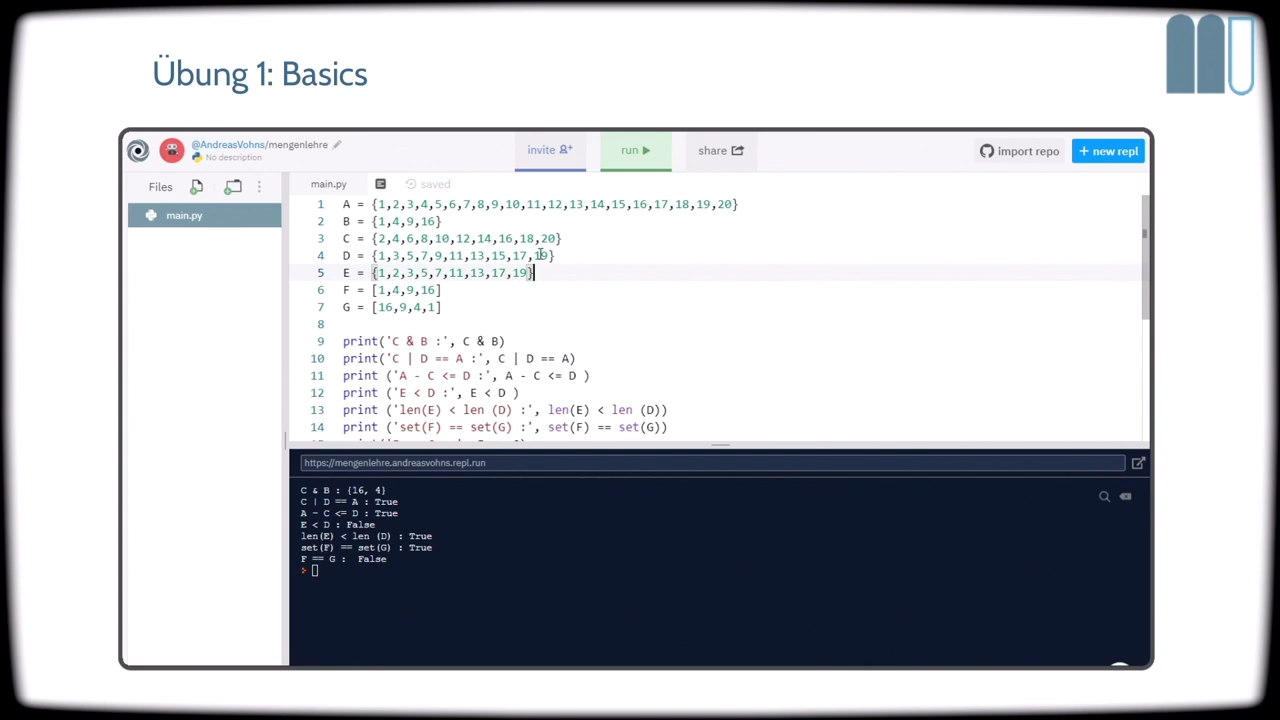 Übung 1: Basics
@AndreasVohns/mengenlehre
No description
invite
run
share
import repo
+ new repl
Files
main.py
saved
main.py
1 A = {1,2,3,4,5,6,7,8,9,10,11,12,13,14,15,16,17,18,19,20}
2 B = {1,4,9,16}
3 C = {2,4,6,8,10,12,14,16,18,20}
4 D = {1,3,5,7,9,11,13,15,17,19}
5 E = {1,2,3,5,7,11,13,17,19}
6 F = [1,4,9,16]
7 G = [16,9,4,1]
8
9 print('C & B :', C & B)
10 print('C | D == A :', C | D == A)
11 print ('A - C <= D :', A - C <= D )
12 print ('E < D :', E < D )
13 print ('len(E) < len (D) :', len(E) < len (D))
14 print ('set(F) == set(G) :', set(F) == set(G))
https://mengenlehre.andreasvohns.repl.run
C & B : {16, 4}
C | D == A : True
A - C <= D : True
E < D : False
len(E) < len (D) : True
set(F) == set(G) : True
F == G :  False